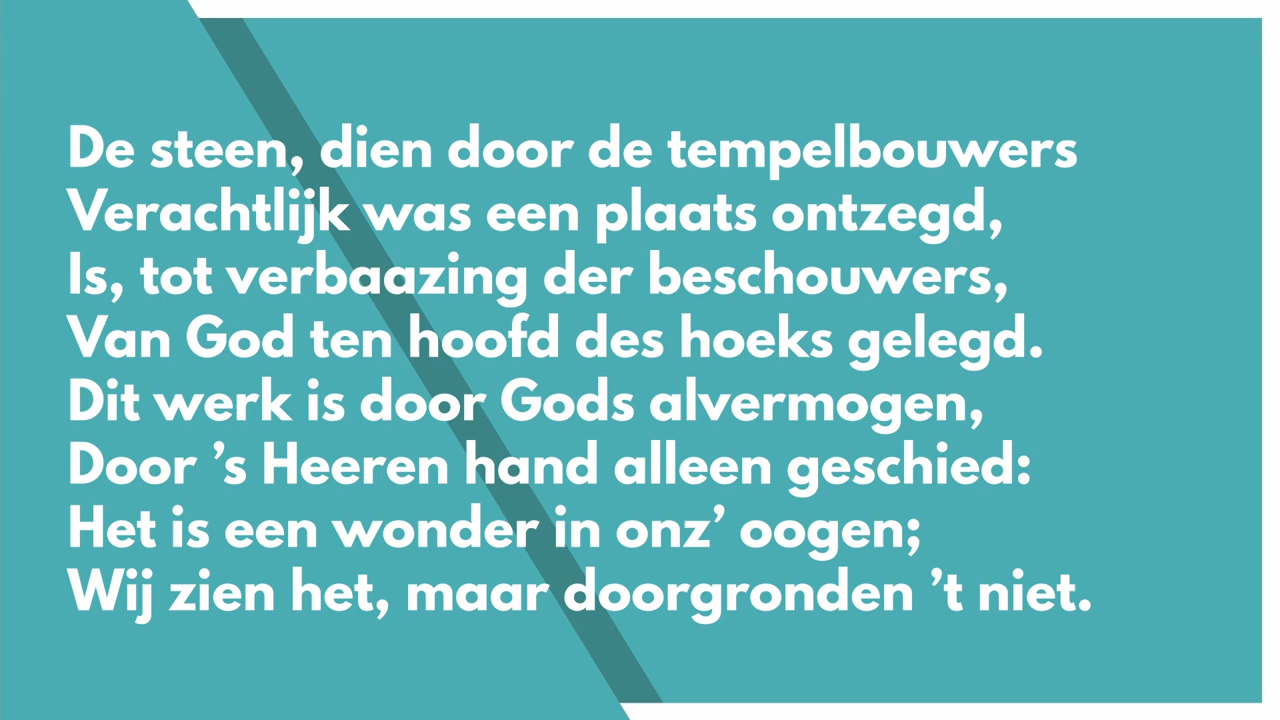 De steen, dien door de tempelbouwers
Verachtlijk was een plaats ontzegd,
Is, tot verbaazing der beschouwers,
Van God ten hoofd des hoeks gelegd.
Dit werk is door Gods alvermogen,
Door ’s Heeren hand alleen geschied:
Het is een wonder in onz’ oogen;
Wij zien het, maar doorgronden ’t niet.